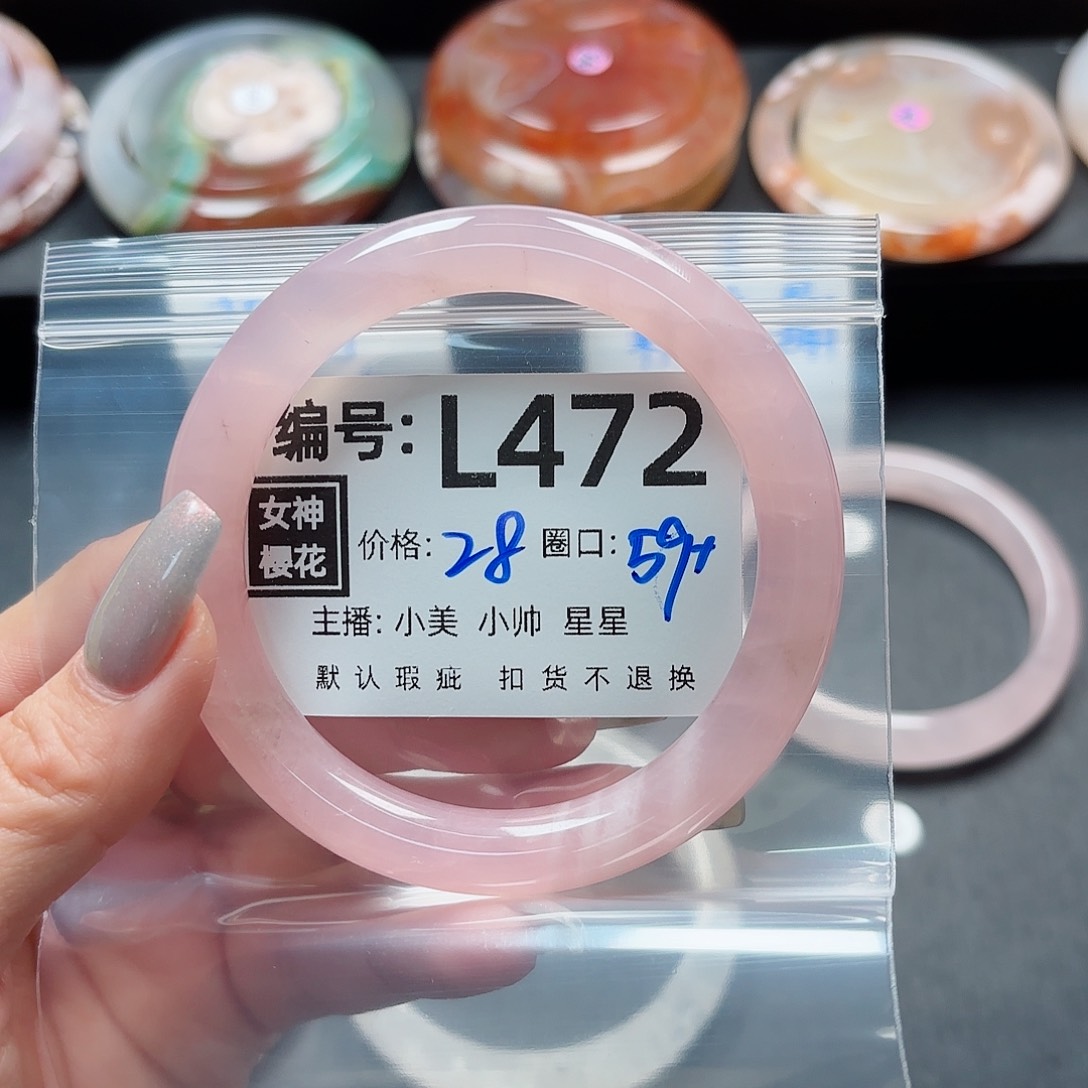 编号: L472
女神
樱花
价格: 28 圈口: 59+
主播: 小美 小帅 星星
默认瑕疵 扣货不退换